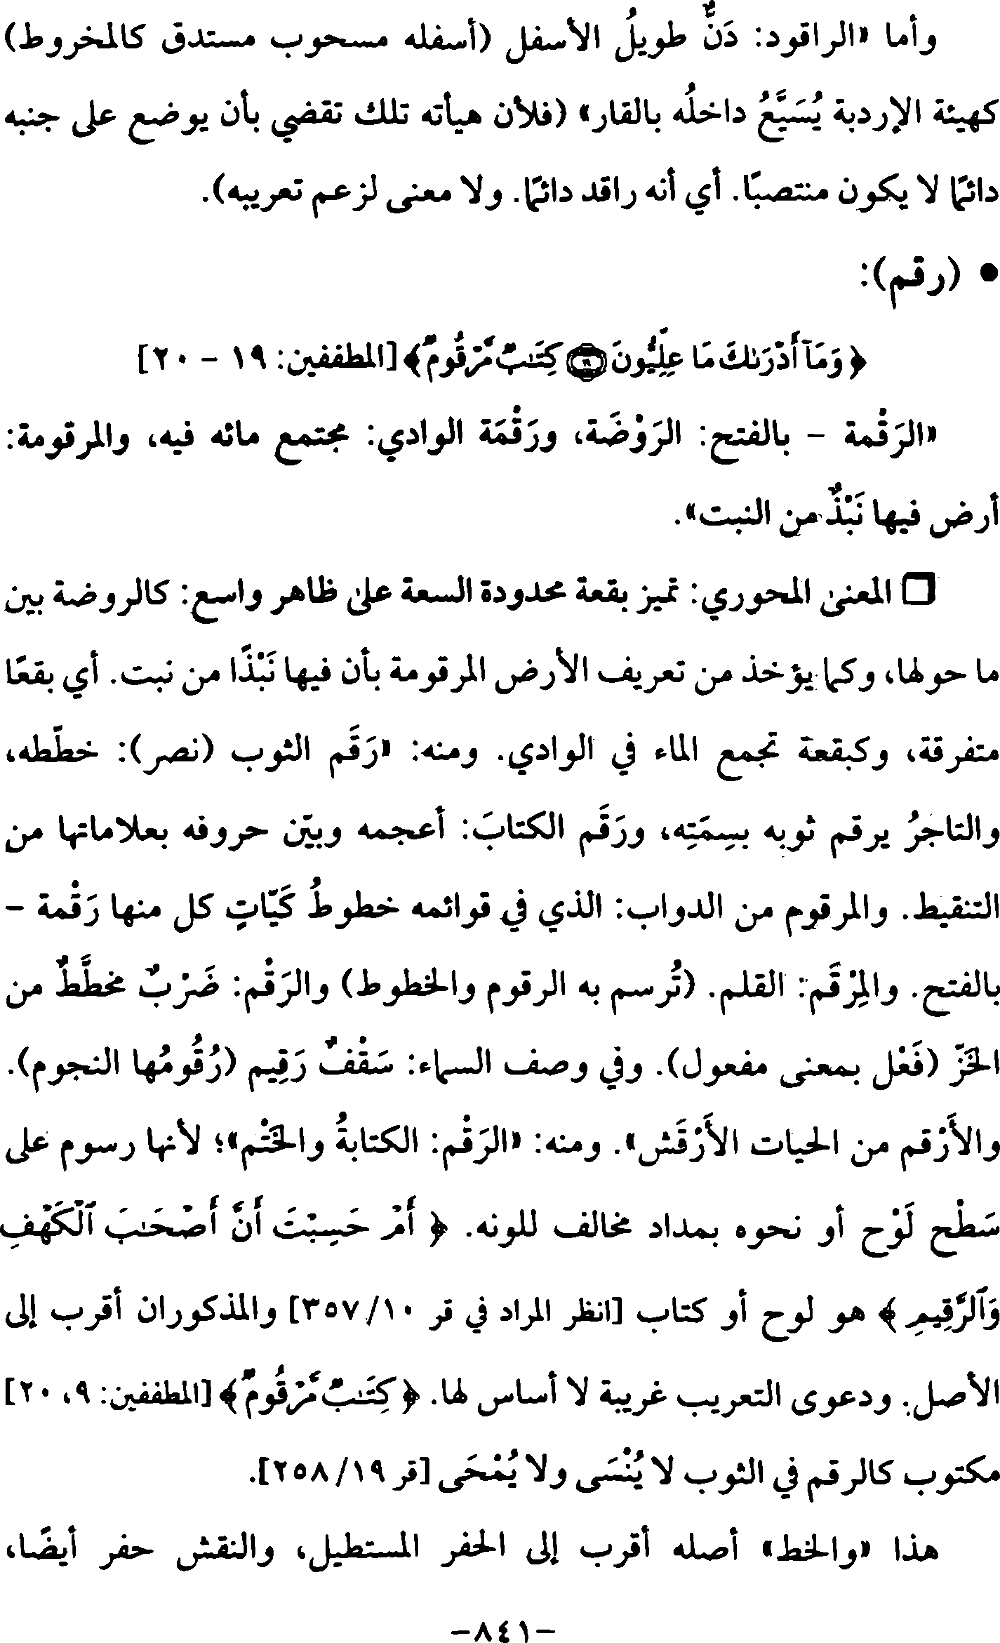 وأما «الراقود: دَنٌّ طويلُ الأسفل (أسفله مسحوب مستدق كالمخروط)
كهيئة الإردبة يُسَيَّعُ داخلُه بالقار» (فلأن هيأته تلك تقضي بأن يوضع على جنبه
دائمًا لا يكون منتصبًا. أي أنه راقد دائمًا. ولا معنى لزعم تعريبه).
• (رقم):
﴿وَمَآ أَدْرَىٰكَ مَا عِلِّيُّونَ ۝١٩ كِتَـٰبٌ مَّرْقُومٌ﴾ [المطففين: ١٩ - ٢٠]
«الرَقْمة - بالفتح: الرَوْضَة، ورَقْمَة الوادي: مجتمع مائه فيه، والمرقومة:
أرض فيها نَبْذٌ من النبت».
□ المعنى المحوري: تميز بقعة محدودة السعة على ظاهر واسع: كالروضة بين
ما حولها، وكما يؤخذ من تعريف الأرض المرقومة بأن فيها نَبْذًا من نبت. أي بقعًا
متفرقة، وكبقعة تجمع الماء في الوادي. ومنه: «رَقَم الثوب (نصر): خطّطه،
والتاجرُ يرقم ثوبه بسِمَتِه، ورَقَم الكتابَ: أعجمه وبيّن حروفه بعلاماتها من
التنقيط. والمرقوم من الدواب: الذي في قوائمه خطوطُ كَيّاتٍ كل منها رَقْمة -
بالفتح. والمِرْقَم: القلم. (تُرسم به الرقوم والخطوط) والرَقْم: ضَرْبٌ مخطَّطٌ من
الخَزّ (فَعْل بمعنى مفعول). وفي وصف السماء: سَقْفٌ رَقِيم (رُقُومُها النجوم).
والأَرْقم من الحيات الأَرْقَش». ومنه: «الرَقْم: الكتابةُ والخَتْم»؛ لأنها رسوم على
سَطْح لَوْح أو نحوه بمداد مخالف للونه. ﴿أَمْ حَسِبْتَ أَنَّ أَصْحَـٰبَ ٱلْكَهْفِ
وَٱلرَّقِيمِ﴾ هو لوح أو كتاب [انظر المراد في قر ٣٥٧/١٠] والمذكوران أقرب إلى
الأصل. ودعوى التعريب غريبة لا أساس لها. ﴿كِتَـٰبٌ مَّرْقُومٌ﴾ [المطففين: ٩، ٢٠]
مكتوب كالرقم في الثوب لا يُنْسَى ولا يُمْحَى [قر ٢٥٨/١٩].
هذا «والخط» أصله أقرب إلى الحفر المستطيل، والنقش حفر أيضًا،
-٨٤١-